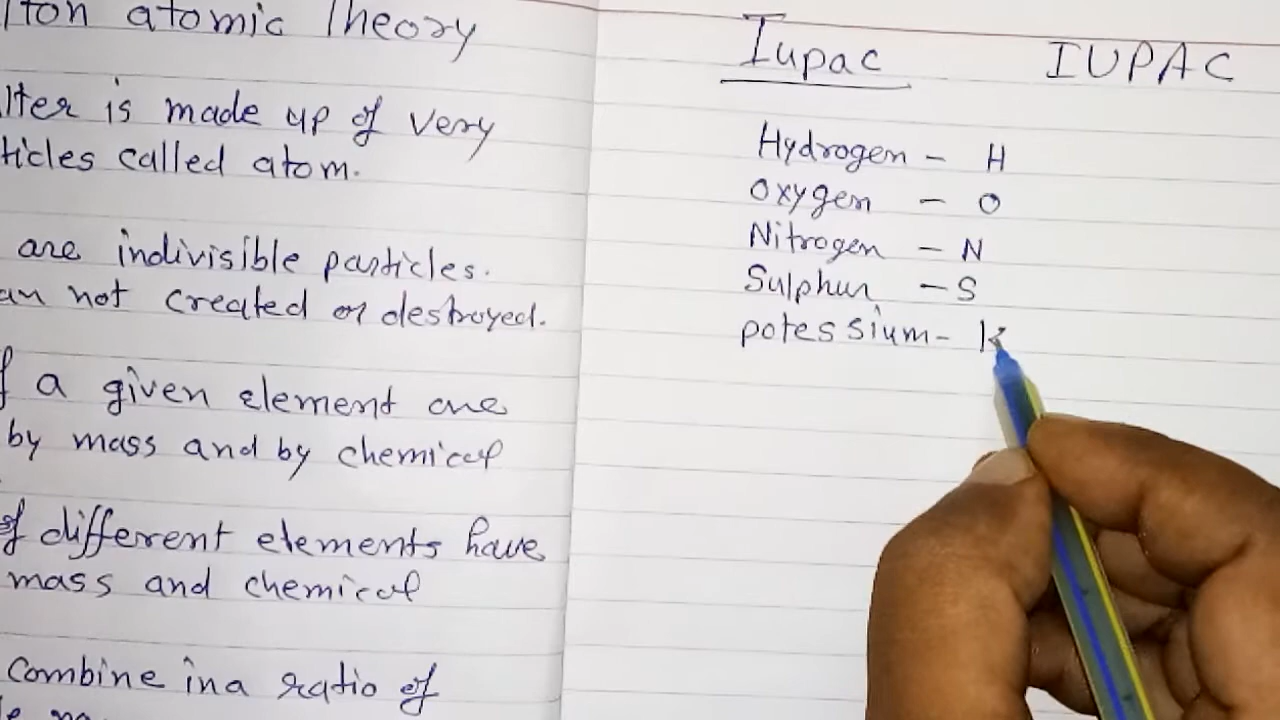 lton atomic Theory
tter is made up of very
ticles called atom.
are indivisible particles.
an not created or destroyed.
f a given element are
by mass and by chemical
of different elements have
mass and chemical
combine in a ratio of
Iupac IUPAC
Hydrogen - H
Oxygen - O
Nitrogen - N
Sulphur - S
potessium - K